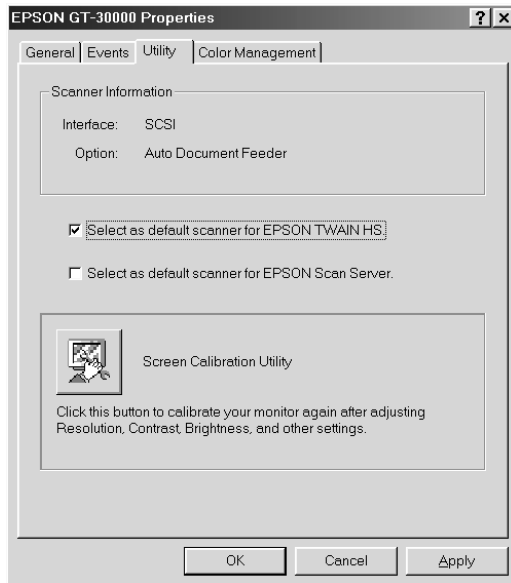 EPSON GT-30000 Properties
General Events Utility Color Management
Scanner Information
Interface: SCSI
Option: Auto Document Feeder
Select as default scanner for EPSON TWAIN HS.
Select as default scanner for EPSON Scan Server.
Screen Calibration Utility
Click this button to calibrate your monitor again after adjusting
Resolution, Contrast, Brightness, and other settings.
OK Cancel Apply